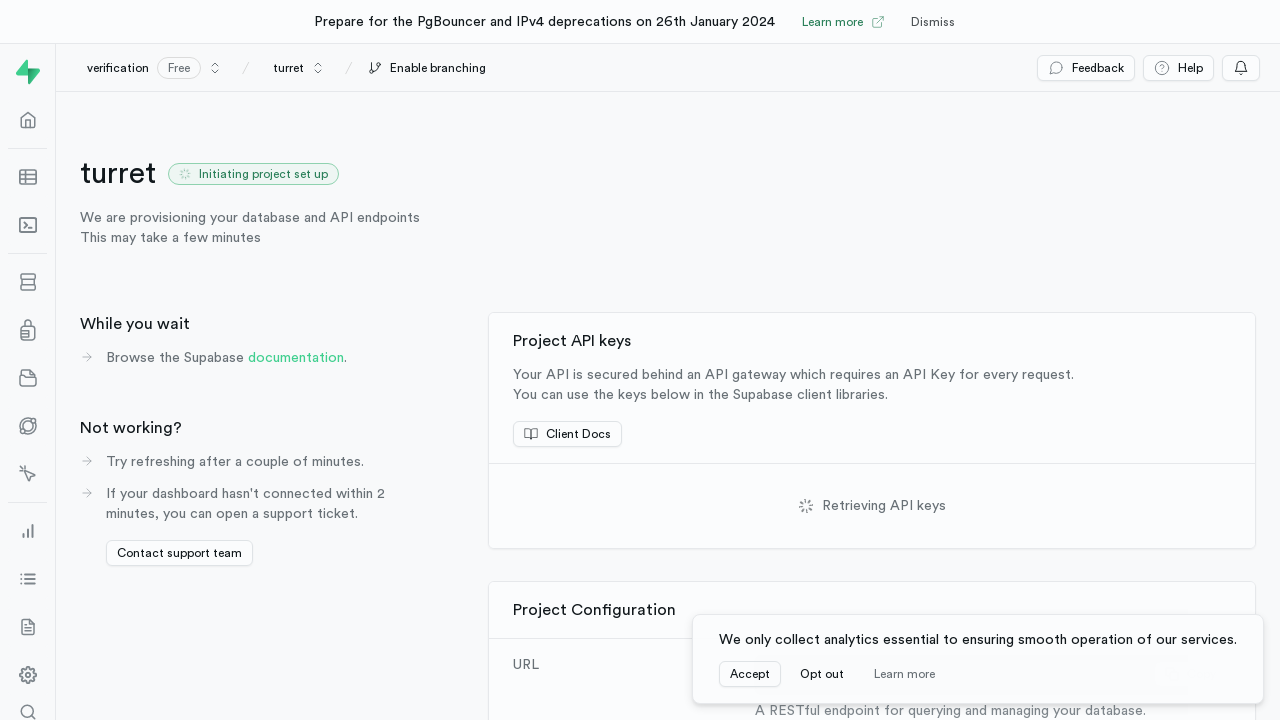 Prepare for the PgBouncer and IPv4 deprecations on 26th January 2024 Learn more Dismiss
verification Free / turret / Enable branching Feedback Help
turret Initiating project set up
We are provisioning your database and API endpoints
This may take a few minutes
While you wait
Browse the Supabase documentation.
Not working?
Try refreshing after a couple of minutes.
If your dashboard hasn't connected within 2
minutes, you can open a support ticket.
Contact support team
Project API keys
Your API is secured behind an API gateway which requires an API Key for every request.
You can use the keys below in the Supabase client libraries.
Client Docs
Retrieving API keys
Project Configuration
URL
A RESTful endpoint for querying and managing your database.
We only collect analytics essential to ensuring smooth operation of our services.
Accept Opt out Learn more